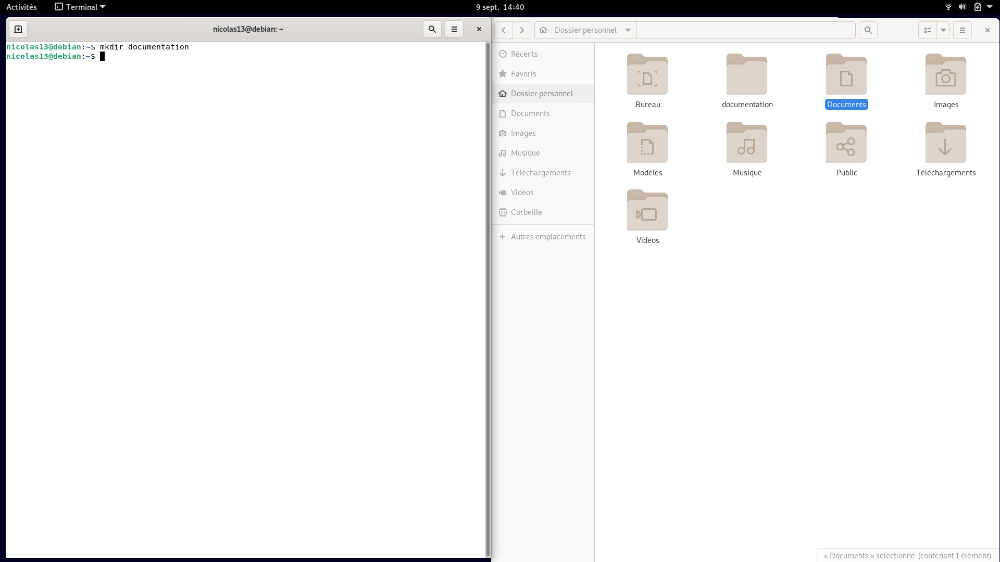 Activités
Terminal
9 sept. 14:40
nicolas13@debian: ~
nicolas13@debian:~$ mkdir documentation
nicolas13@debian:~$
Dossier personnel
Récents
Favoris
Dossier personnel
Documents
Images
Musique
Téléchargements
Vidéos
Corbeille
Autres emplacements
Bureau
documentation
Documents
Images
Modèles
Musique
Public
Téléchargements
Vidéos
« Documents » sélectionné (contenant 1 élément)